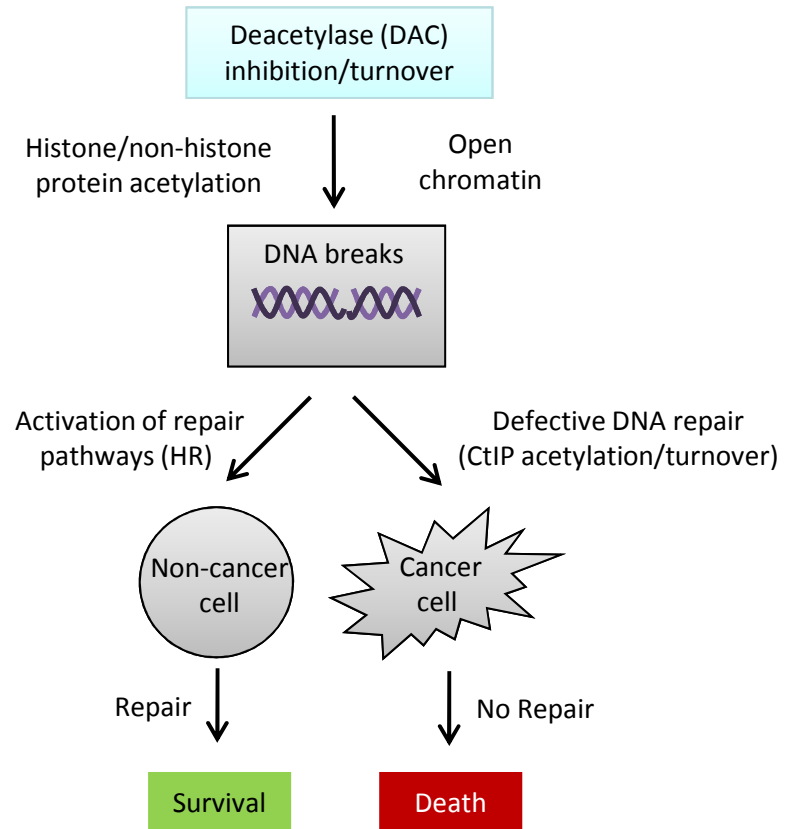 Deacetylase (DAC)
inhibition/turnover
Histone/non-histone
protein acetylation
Open
chromatin
DNA breaks
Activation of repair
pathways (HR)
Defective DNA repair
(CtIP acetylation/turnover)
Non-cancer
cell
Cancer
cell
Repair
No Repair
Survival
Death